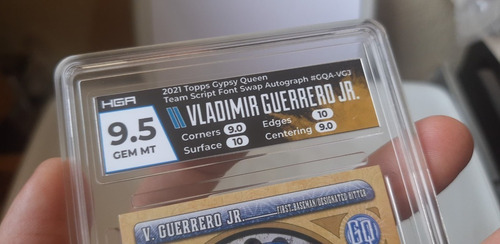 HGA
9.5
GEM MT
2021 Topps Gypsy Queen
Team Script Font Swap Autograph #GQA-VGJ
VLADIMIR GUERRERO JR.
Corners 9.0 Edges 10
Surface 10 Centering 9.0
V. GUERRERO JR. FIRST BASEMAN/DESIGNATED HITTER
GQ